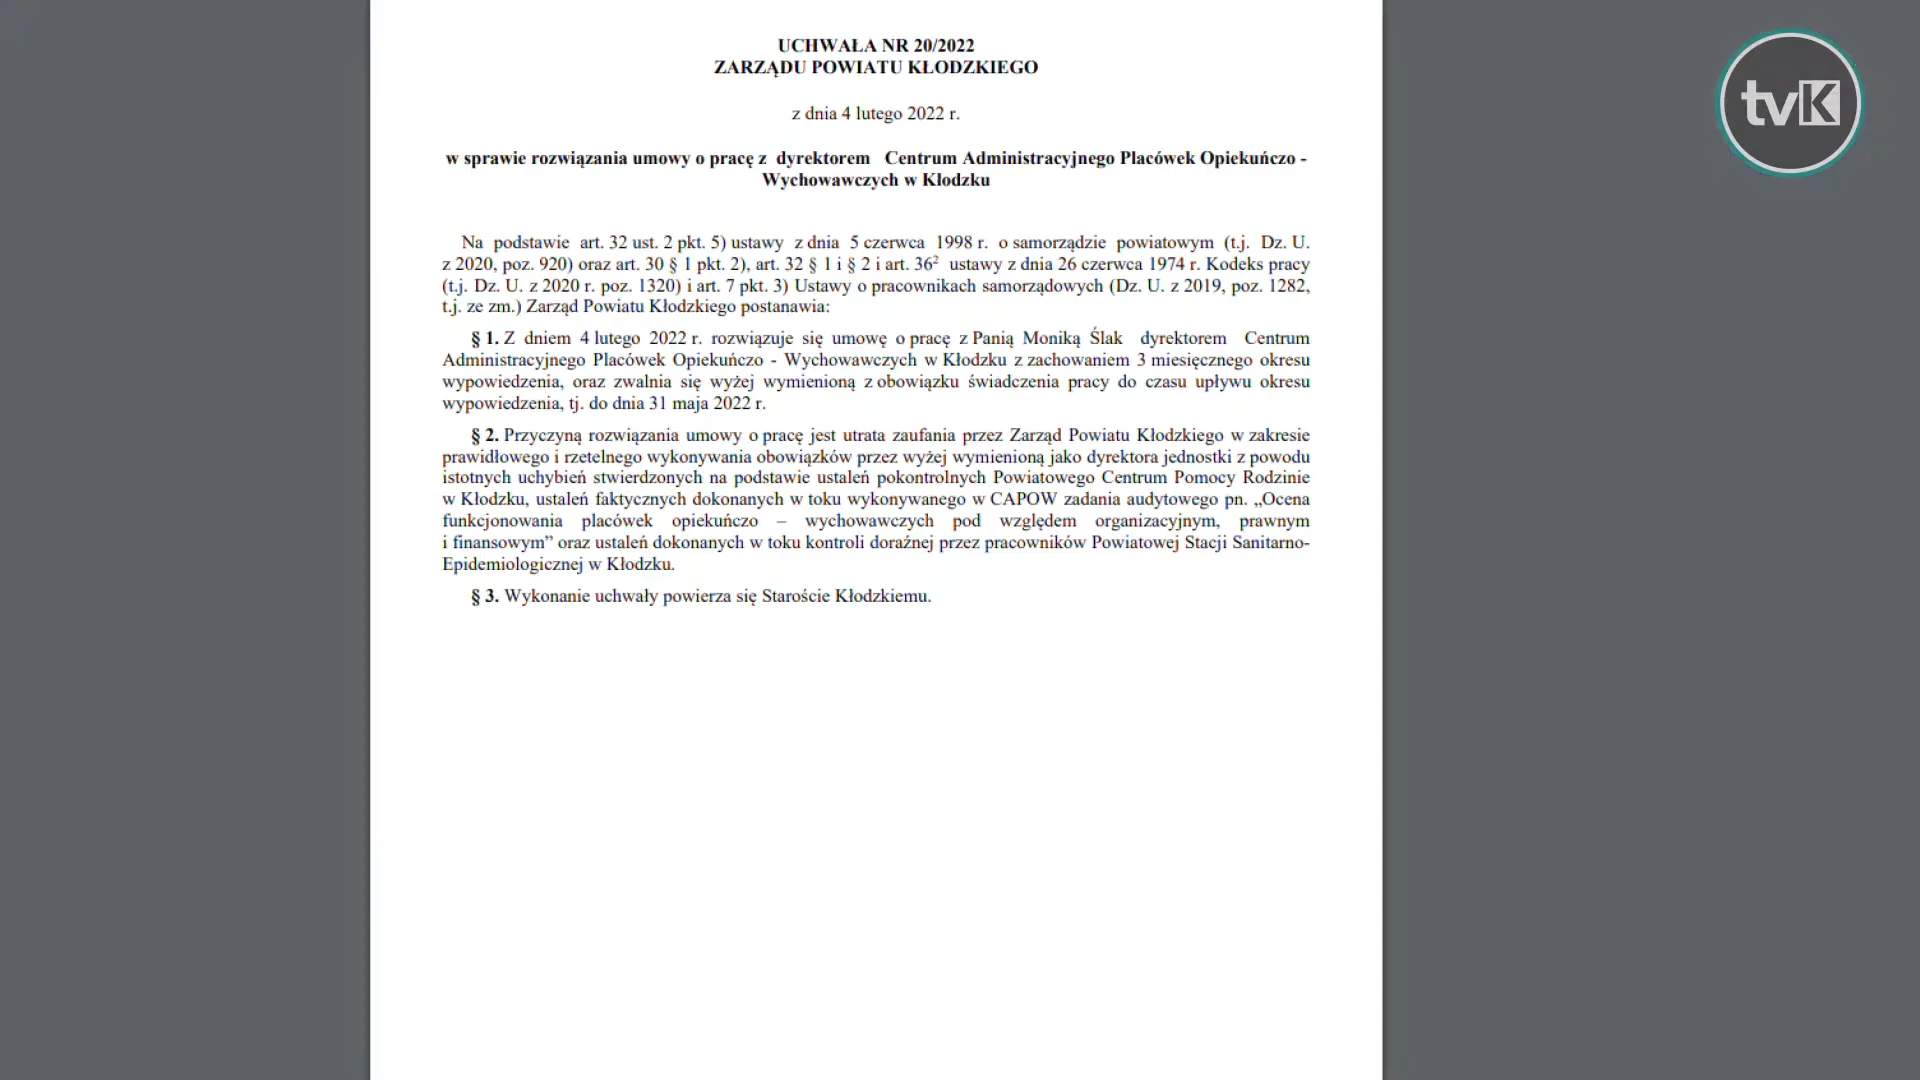 UCHWAŁA NR 20/2022
ZARZĄDU POWIATU KŁODZKIEGO
z dnia 4 lutego 2022 r.
w sprawie rozwiązania umowy o pracę z dyrektorem Centrum Administracyjnego Placówek Opiekuńczo -
Wychowawczych w Kłodzku
Na podstawie art. 32 ust. 2 pkt. 5) ustawy z dnia 5 czerwca 1998 r. o samorządzie powiatowym (t.j. Dz. U.
z 2020, poz. 920) oraz art. 30 § 1 pkt. 2), art. 32 § 1 i § 2 i art. 36² ustawy z dnia 26 czerwca 1974 r. Kodeks pracy
(t.j. Dz. U. z 2020 r. poz. 1320) i art. 7 pkt. 3) Ustawy o pracownikach samorządowych (Dz. U. z 2019, poz. 1282,
t.j. ze zm.) Zarząd Powiatu Kłodzkiego postanawia:
§ 1. Z dniem 4 lutego 2022 r. rozwiązuje się umowę o pracę z Panią Moniką Ślak dyrektorem Centrum
Administracyjnego Placówek Opiekuńczo - Wychowawczych w Kłodzku z zachowaniem 3 miesięcznego okresu
wypowiedzenia, oraz zwalnia się wyżej wymienioną z obowiązku świadczenia pracy do czasu upływu okresu
wypowiedzenia, tj. do dnia 31 maja 2022 r.
§ 2. Przyczyną rozwiązania umowy o pracę jest utrata zaufania przez Zarząd Powiatu Kłodzkiego w zakresie
prawidłowego i rzetelnego wykonywania obowiązków przez wyżej wymienioną jako dyrektora jednostki z powodu
istotnych uchybień stwierdzonych na podstawie ustaleń pokontrolnych Powiatowego Centrum Pomocy Rodzinie
w Kłodzku, ustaleń faktycznych dokonanych w toku wykonywanego w CAPOW zadania audytowego pn. „Ocena
funkcjonowania placówek opiekuńczo – wychowawczych pod względem organizacyjnym, prawnym
i finansowym” oraz ustaleń dokonanych w toku kontroli doraźnej przez pracowników Powiatowej Stacji Sanitarno-
Epidemiologicznej w Kłodzku.
§ 3. Wykonanie uchwały powierza się Staroście Kłodzkiemu.
tvK